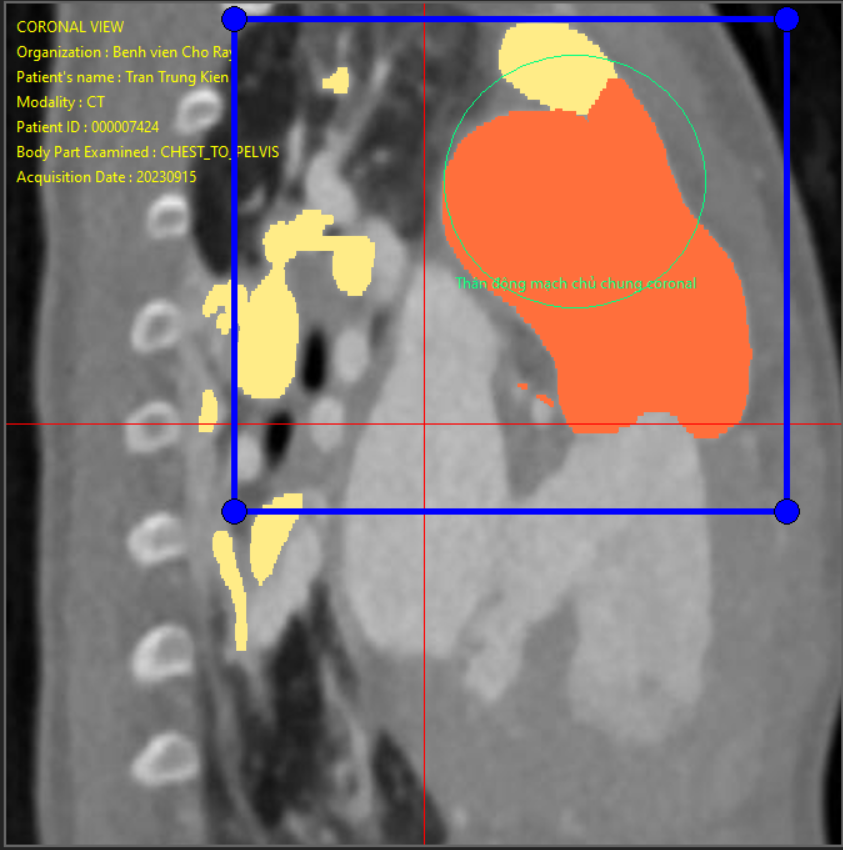 CORONAL VIEW
Organization : Benh vien Cho Ray
Patient's name : Tran Trung Kien
Modality : CT
Patient ID : 000007424
Body Part Examined : CHEST_TO_PELVIS
Acquisition Date : 20230915
Thân động mạch chủ chung coronal